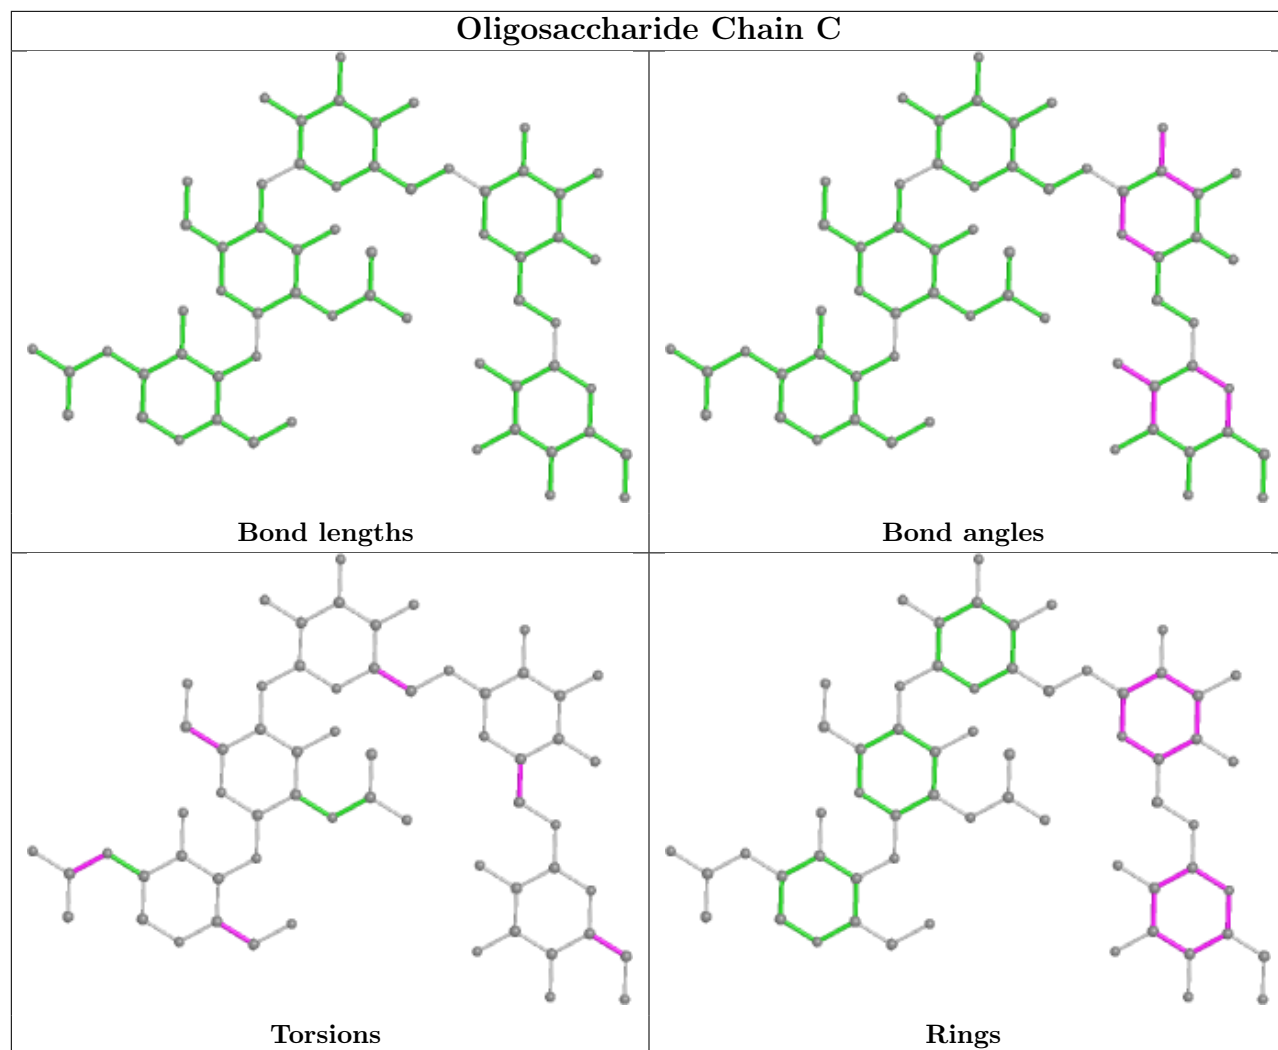 Oligosaccharide Chain C
Bond lengths
Bond angles
Torsions
Rings